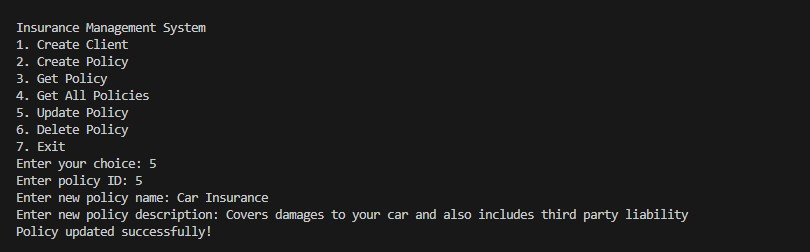 Insurance Management System
1. Create Client
2. Create Policy
3. Get Policy
4. Get All Policies
5. Update Policy
6. Delete Policy
7. Exit
Enter your choice: 5
Enter policy ID: 5
Enter new policy name: Car Insurance
Enter new policy description: Covers damages to your car and also includes third party liability
Policy updated successfully!